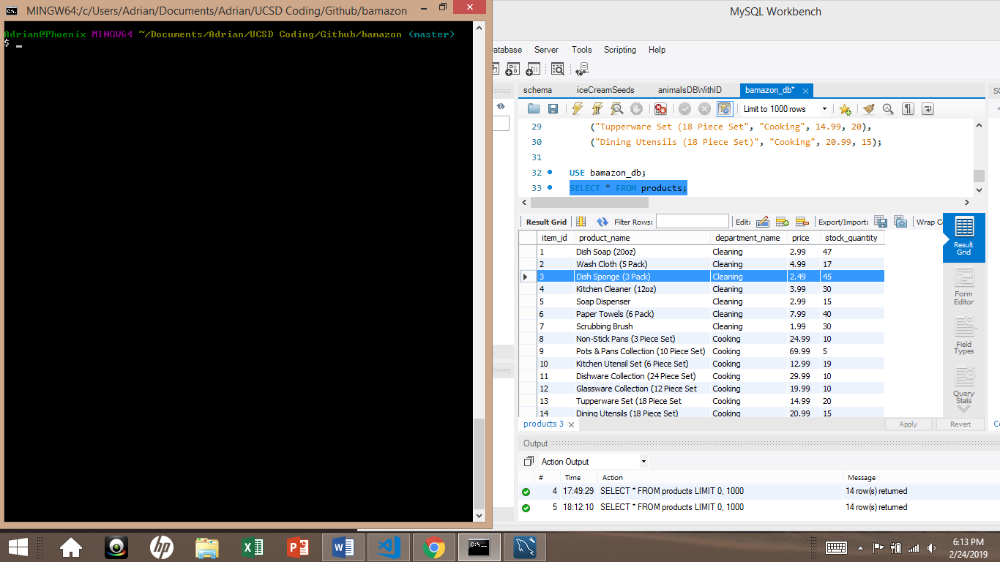 MINGW64:/c/Users/Adrian/Documents/Adrian/UCSD Coding/Github/bamazon
Adrian@Phoenix MINGW64 ~/Documents/Adrian/UCSD Coding/Github/bamazon (master)
$
MySQL Workbench
atabase Server Tools Scripting Help
schema iceCreamSeeds animalsDBWithID bamazon_db*
Limit to 1000 rows
29 ("Tupperware Set (18 Piece Set", "Cooking", 14.99, 20),
30 ("Dining Utensils (18 Piece Set)", "Cooking", 20.99, 15);
31
32 USE bamazon_db;
33 SELECT * FROM products;
Result Grid Filter Rows: Edit: Export/Import: Wrap C
item_id product_name department_name price stock_quantity
1 Dish Soap (20oz) Cleaning 2.99 47
2 Wash Cloth (5 Pack) Cleaning 4.99 17
3 Dish Sponge (3 Pack) Cleaning 2.49 45
4 Kitchen Cleaner (12oz) Cleaning 3.99 30
5 Soap Dispenser Cleaning 2.99 15
6 Paper Towels (6 Pack) Cleaning 7.99 40
7 Scrubbing Brush Cleaning 1.99 30
8 Non-Stick Pans (3 Piece Set) Cooking 24.99 10
9 Pots & Pans Collection (10 Piece Set) Cooking 69.99 5
10 Kitchen Utensil Set (6 Piece Set) Cooking 12.99 19
11 Dishware Collection (24 Piece Set) Cooking 29.99 10
12 Glassware Collection (12 Piece Set Cooking 19.99 10
13 Tupperware Set (18 Piece Set Cooking 14.99 20
14 Dining Utensils (18 Piece Set) Cooking 20.99 15
Result
Grid
Form
Editor
Field
Types
Query
Stats
products 3 Apply Revert
Output
Action Output
# Time Action Message
4 17:49:29 SELECT * FROM products LIMIT 0, 1000 14 row(s) returned
5 18:12:10 SELECT * FROM products LIMIT 0, 1000 14 row(s) returned
6:13 PM
2/24/2019